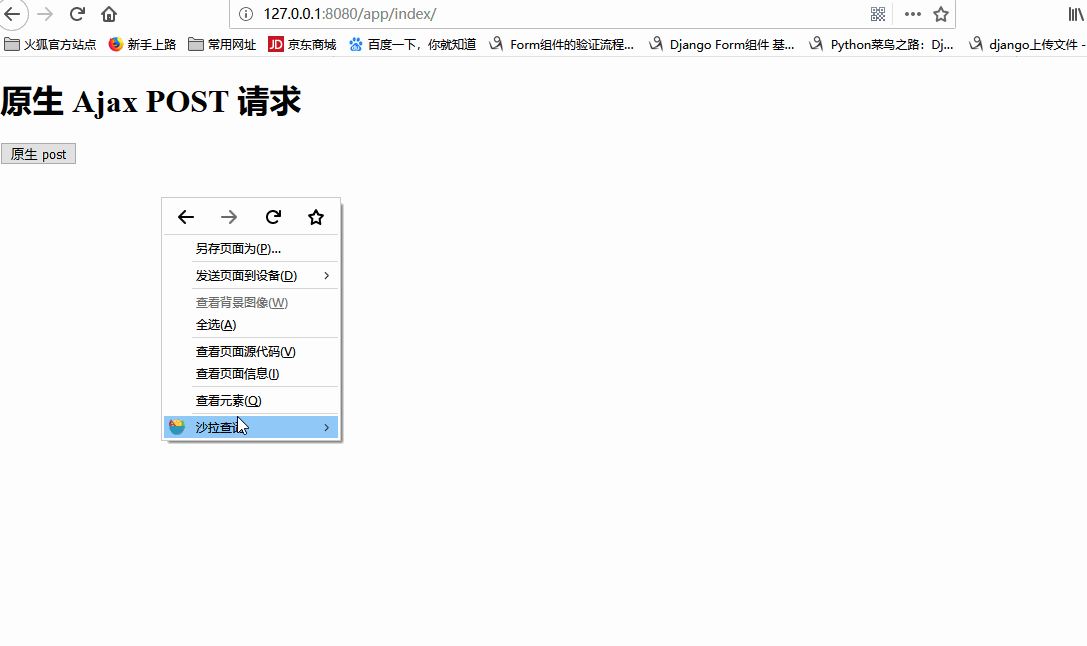 127.0.0.1:8080/app/index/
火狐官方站点 新手上路 常用网址 JD 京东商城 百度一下，你就知道 Form组件的验证流程... Django Form组件 基... Python菜鸟之路：Dj... django上传文件 -
原生 Ajax POST 请求
原生 post
另存页面为(P)...
发送页面到设备(D)
查看背景图像(W)
全选(A)
查看页面源代码(V)
查看页面信息(I)
查看元素(Q)
沙拉查